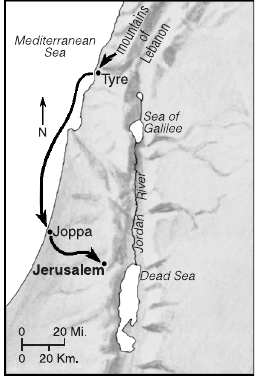 Mediterranean
Sea
mountains
of
Lebanon
Tyre
N
Sea of
Galilee
Jordan River
Joppa
Jerusalem
Dead Sea
0 20 Mi.
0 20 Km.